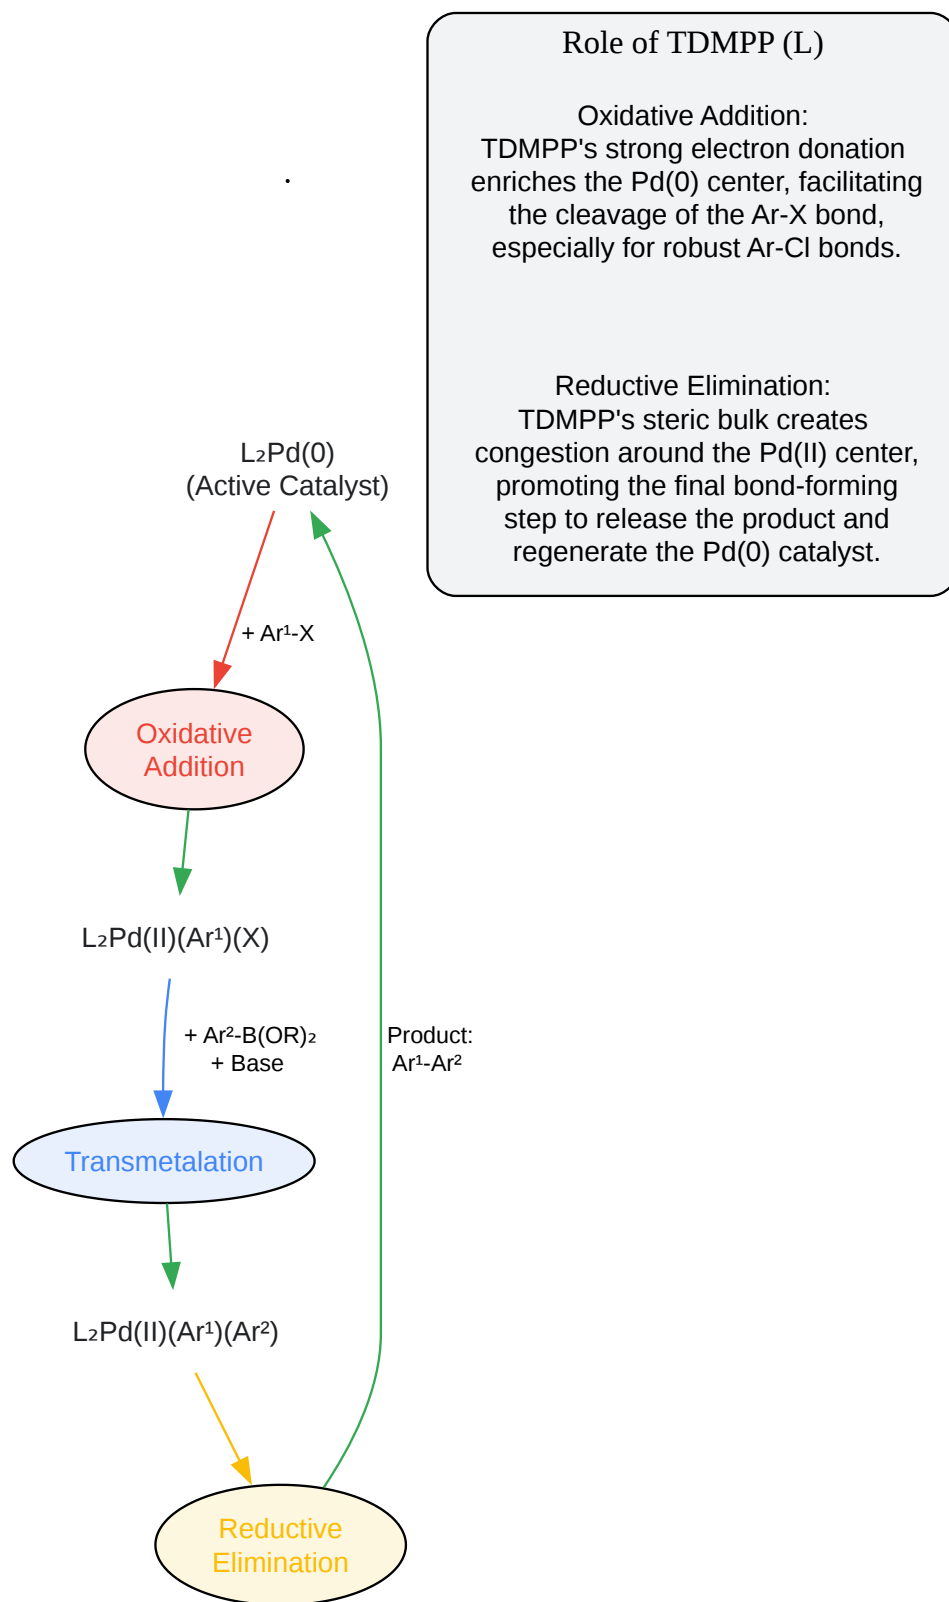 Role of TDMPP (L)
Oxidative Addition:
TDMPP's strong electron donation
enriches the Pd(0) center, facilitating
the cleavage of the Ar-X bond,
especially for robust Ar-Cl bonds.
Reductive Elimination:
TDMPP's steric bulk creates
congestion around the Pd(II) center,
promoting the final bond-forming
step to release the product and
regenerate the Pd(0) catalyst.
L₂Pd(0)
(Active Catalyst)
+ Ar¹-X
Oxidative
Addition
L₂Pd(II)(Ar¹)(X)
+ Ar²-B(OR)₂
+ Base
Product:
Ar¹-Ar²
Transmetalation
L₂Pd(II)(Ar¹)(Ar²)
Reductive
Elimination